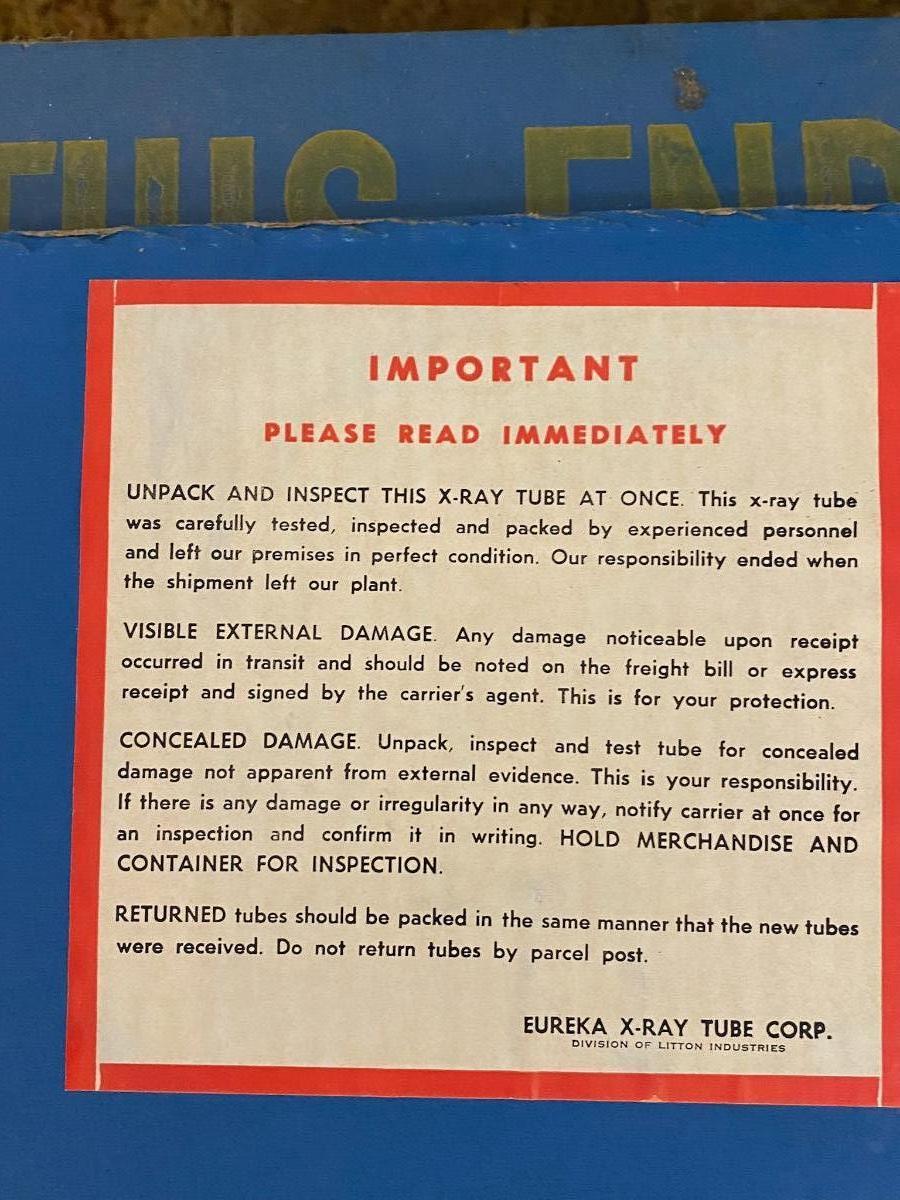 THIS END
IMPORTANT
PLEASE READ IMMEDIATELY
UNPACK AND INSPECT THIS X-RAY TUBE AT ONCE. This x-ray tube
was carefully tested, inspected and packed by experienced personnel
and left our premises in perfect condition. Our responsibility ended when
the shipment left our plant.
VISIBLE EXTERNAL DAMAGE. Any damage noticeable upon receipt
occurred in transit and should be noted on the freight bill or express
receipt and signed by the carrier's agent. This is for your protection.
CONCEALED DAMAGE. Unpack, inspect and test tube for concealed
damage not apparent from external evidence. This is your responsibility.
If there is any damage or irregularity in any way, notify carrier at once for
an inspection and confirm it in writing. HOLD MERCHANDISE AND
CONTAINER FOR INSPECTION.
RETURNED tubes should be packed in the same manner that the new tubes
were received. Do not return tubes by parcel post.
EUREKA X-RAY TUBE CORP.
DIVISION OF LITTON INDUSTRIES